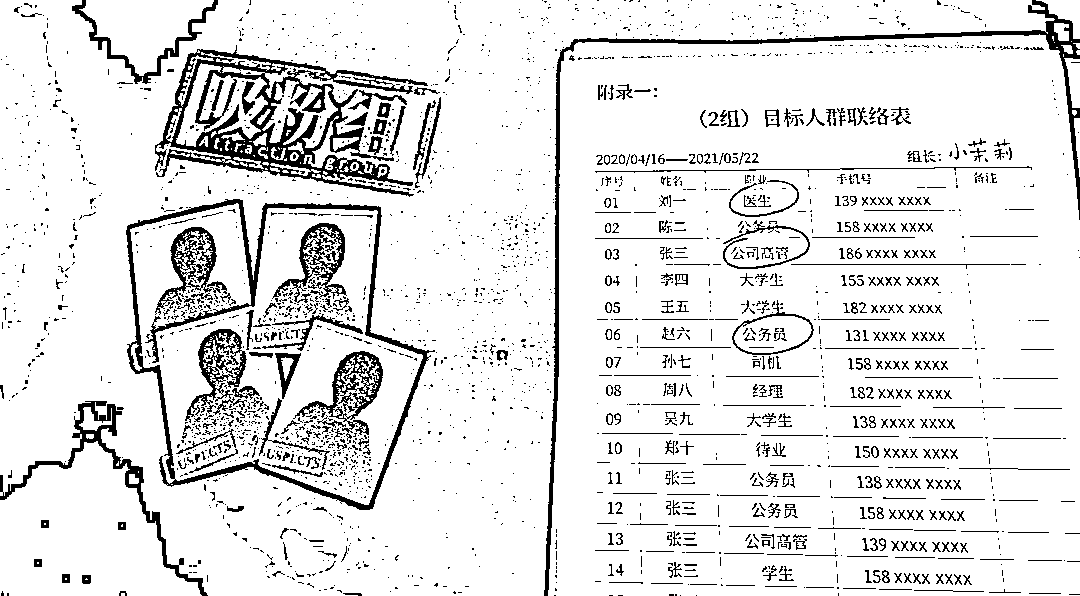 吸粉组
Attraction Group
USPECTS
USPECTS
USPECTS
附录一:
（2组）目标人群联络表
2020/04/16——2021/05/22 组长: 小茉莉
序号 姓名 职业 手机号 备注
01 刘一 医生 139 xxxx xxxx
02 陈二 公务员 158 xxxx xxxx
03 张三 公司高管 186 xxxx xxxx
04 李四 大学生 155 xxxx xxxx
05 王五 大学生 182 xxxx xxxx
06 赵六 公务员 131 xxxx xxxx
07 孙七 司机 158 xxxx xxxx
08 周八 经理 182 xxxx xxxx
09 吴九 大学生 138 xxxx xxxx
10 郑十 待业 150 xxxx xxxx
11 张三 公务员 138 xxxx xxxx
12 张三 公务员 158 xxxx xxxx
13 张三 公司高管 139 xxxx xxxx
14 张三 学生 158 xxxx xxxx